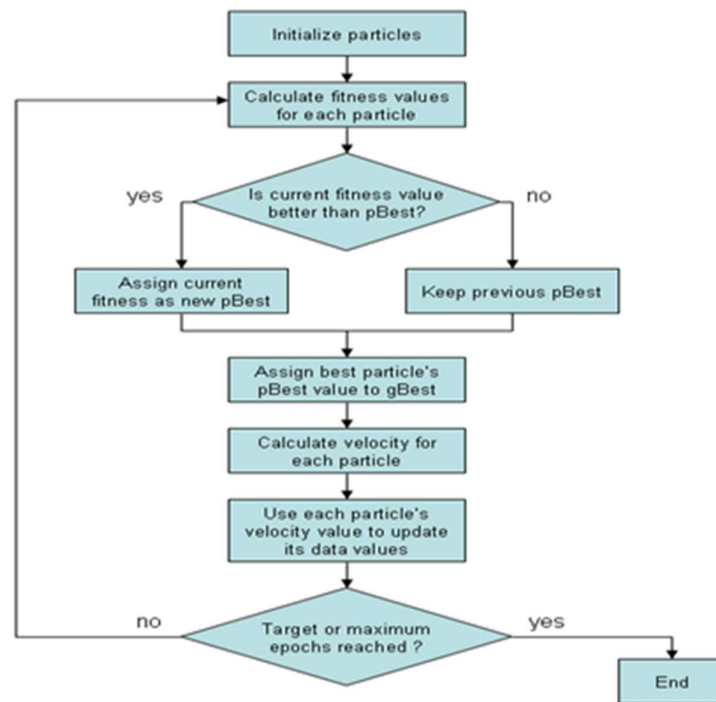 Initialize particles
Calculate fitness values
for each particle
Is current fitness value
better than pBest?
yes
no
Assign current
fitness as new pBest
Keep previous pBest
Assign best particle's
pBest value to gBest
Calculate velocity for
each particle
Use each particle's
velocity value to update
its data values
Target or maximum
epochs reached ?
no
yes
End